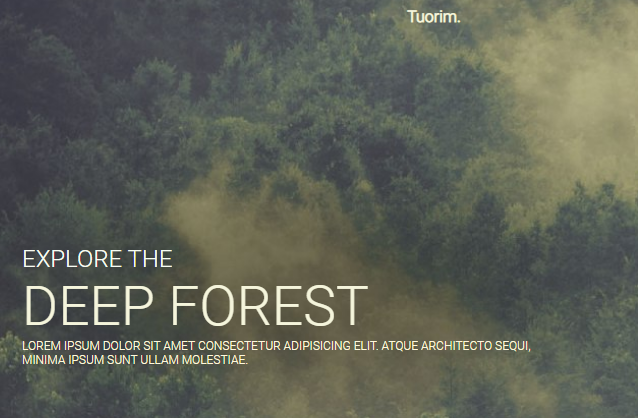 Tuorim.
EXPLORE THE
DEEP FOREST
LOREM IPSUM DOLOR SIT AMET CONSECTETUR ADIPISICING ELIT. ATQUE ARCHITECTO SEQUI,
MINIMA IPSUM SUNT ULLAM MOLESTIAE.